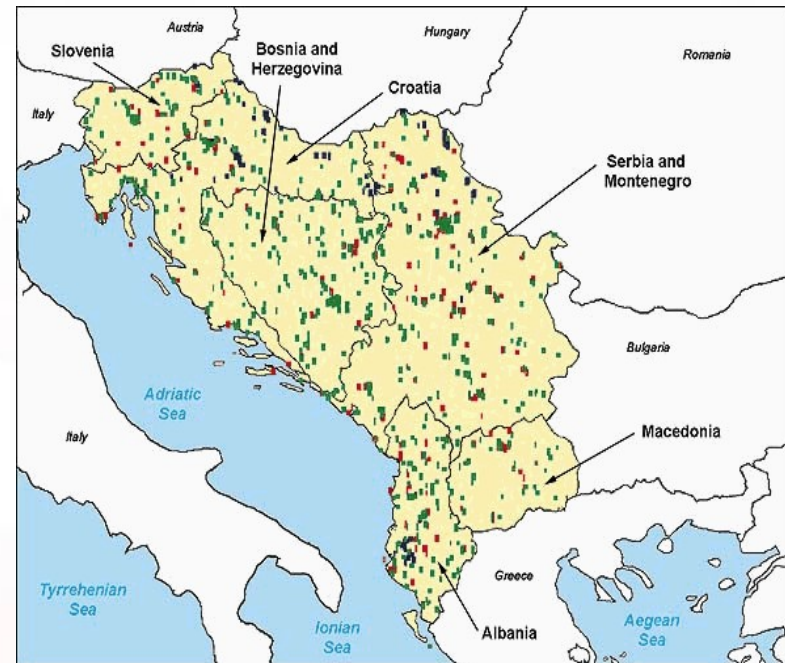 Austria
Hungary
Slovenia
Bosnia and
Herzegovina
Romania
Croatia
Italy
Serbia and
Montenegro
Bulgaria
Adriatic
Sea
Italy
Macedonia
Greece
Tyrrehenian
Sea
Ionian
Sea
Albania
Aegean
Sea